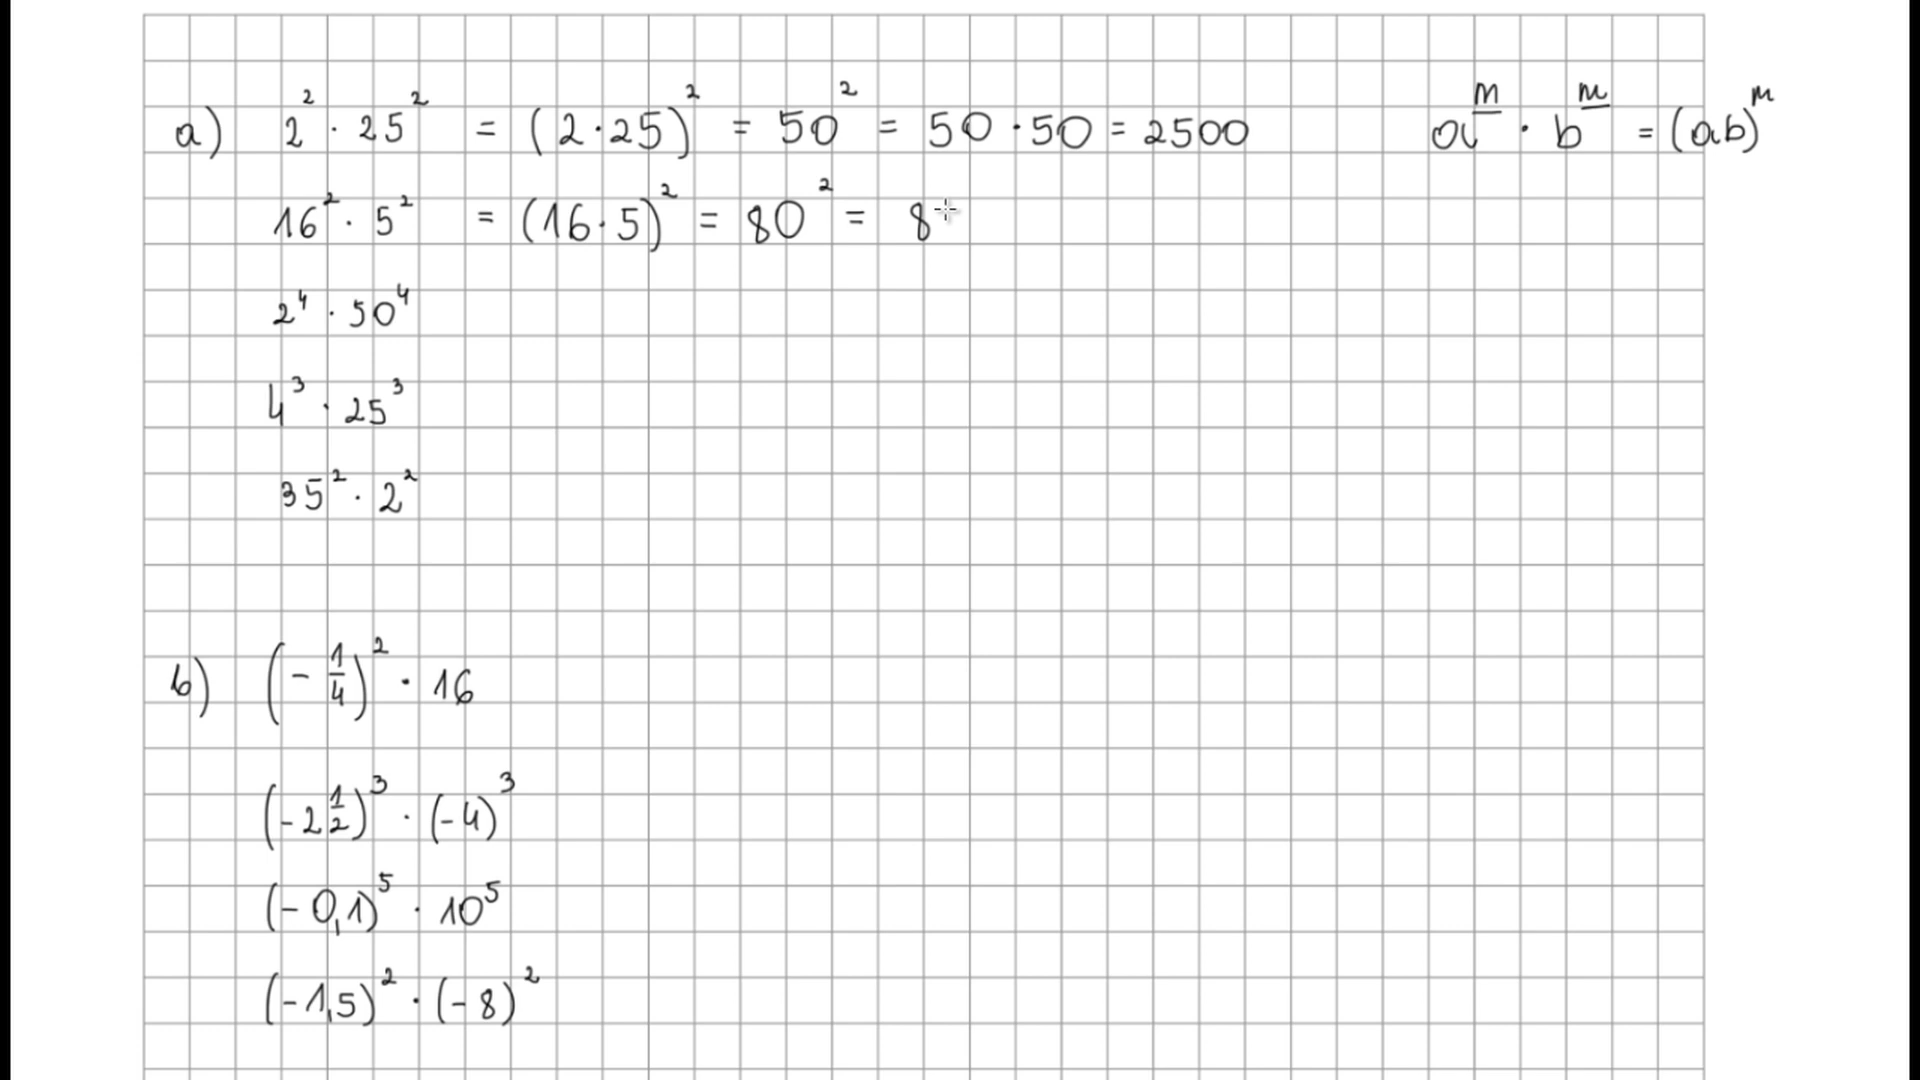 a) 2² · 25² = (2·25)² = 50² = 50·50 = 2500 a^m · b^m = (ab)^m
16² · 5² = (16·5)² = 80² = 8
2⁴ · 50⁴
4³ · 25³
35² · 2²
b) (- 1/4)² · 16
(-2 1/2)³ · (-4)³
(- 0,1)⁵ · 10⁵
(-1,5)² · (-8)²